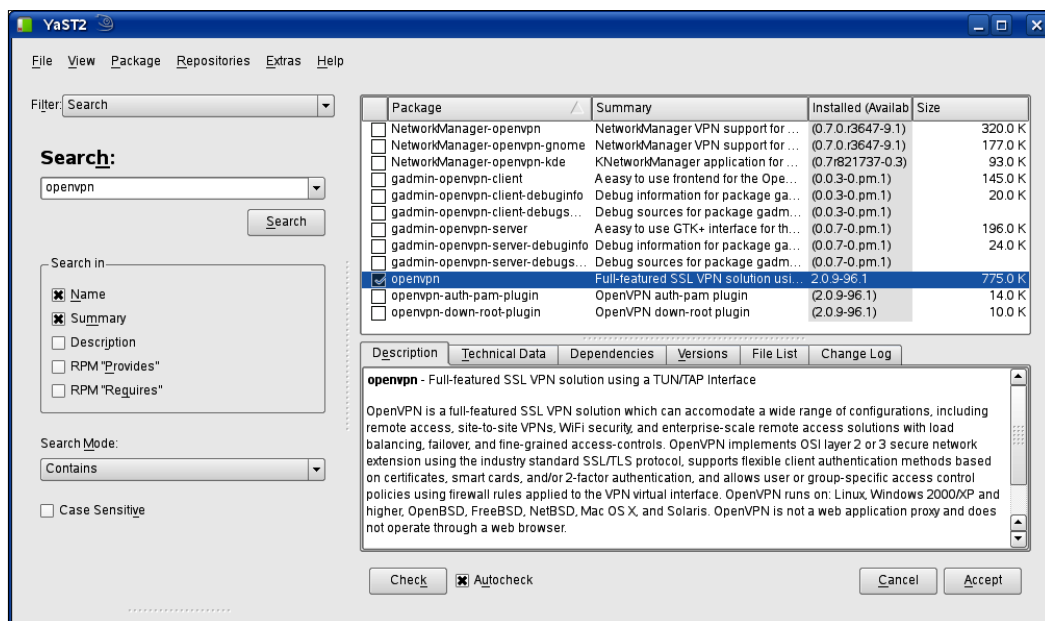 YaST2
File View Package Repositories Extras Help
Filter: Search
Search:
openvpn
Search
Search in
Name
Summary
Description
RPM "Provides"
RPM "Requires"
Search Mode:
Contains
Case Sensitive
Package Summary Installed (Availab Size
NetworkManager-openvpn NetworkManager VPN support for ... (0.7.0.r3647-9.1) 320.0 K
NetworkManager-openvpn-gnome NetworkManager VPN support for ... (0.7.0.r3647-9.1) 177.0 K
NetworkManager-openvpn-kde KNetworkManager application for ... (0.7r821737-0.3) 93.0 K
gadmin-openvpn-client A easy to use frontend for the Ope... (0.0.3-0.pm.1) 145.0 K
gadmin-openvpn-client-debuginfo Debug information for package ga... (0.0.3-0.pm.1) 20.0 K
gadmin-openvpn-client-debugs... Debug sources for package gadm... (0.0.3-0.pm.1)
gadmin-openvpn-server A easy to use GTK+ interface for th... (0.0.7-0.pm.1) 196.0 K
gadmin-openvpn-server-debuginfo Debug information for package ga... (0.0.7-0.pm.1) 24.0 K
gadmin-openvpn-server-debugs... Debug sources for package gadm... (0.0.7-0.pm.1)
openvpn Full-featured SSL VPN solution usi... 2.0.9-96.1 775.0 K
openvpn-auth-pam-plugin OpenVPN auth-pam plugin (2.0.9-96.1) 14.0 K
openvpn-down-root-plugin OpenVPN down-root plugin (2.0.9-96.1) 10.0 K
Description Technical Data Dependencies Versions File List Change Log
openvpn - Full-featured SSL VPN solution using a TUN/TAP Interface
OpenVPN is a full-featured SSL VPN solution which can accomodate a wide range of configurations, including
remote access, site-to-site VPNs, WiFi security, and enterprise-scale remote access solutions with load
balancing, failover, and fine-grained access-controls. OpenVPN implements OSI layer 2 or 3 secure network
extension using the industry standard SSL/TLS protocol, supports flexible client authentication methods based
on certificates, smart cards, and/or 2-factor authentication, and allows user or group-specific access control
policies using firewall rules applied to the VPN virtual interface. OpenVPN runs on: Linux, Windows 2000/XP and
higher, OpenBSD, FreeBSD, NetBSD, Mac OS X, and Solaris. OpenVPN is not a web application proxy and does
not operate through a web browser.
Check Autocheck Cancel Accept